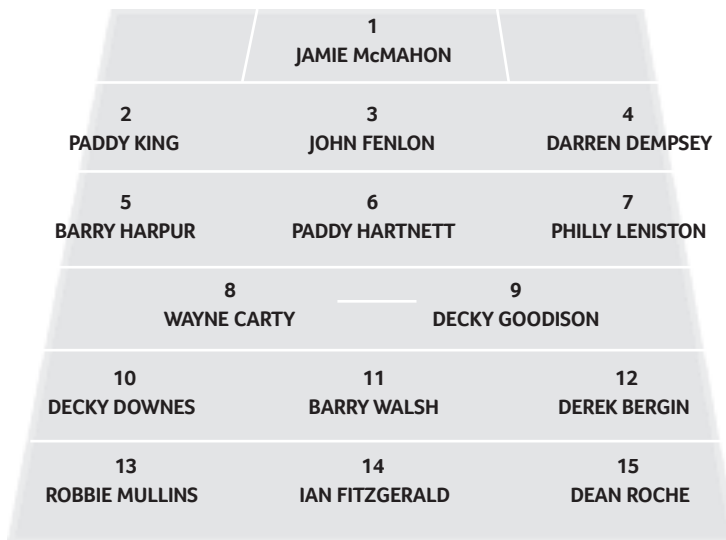 1
JAMIE McMAHON
2 3 4
PADDY KING JOHN FENLON DARREN DEMPSEY
5 6 7
BARRY HARPUR PADDY HARTNETT PHILLY LENISTON
8 9
WAYNE CARTY DECKY GOODISON
10 11 12
DECKY DOWNES BARRY WALSH DEREK BERGIN
13 14 15
ROBBIE MULLINS IAN FITZGERALD DEAN ROCHE